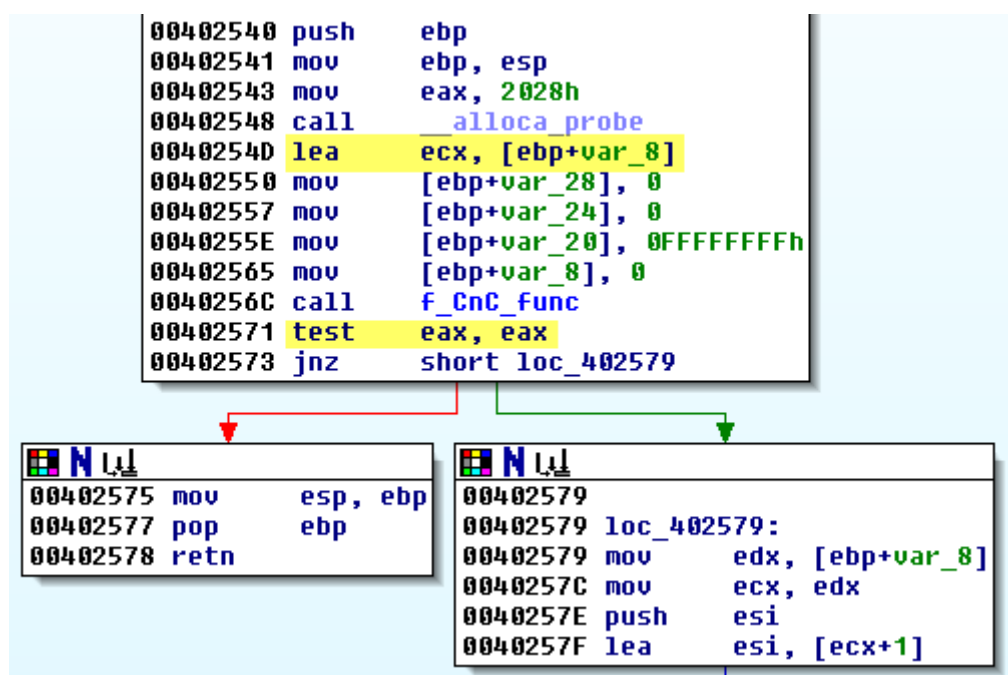 00402540 push ebp
00402541 mov ebp, esp
00402543 mov eax, 2028h
00402548 call __alloca_probe
0040254D lea ecx, [ebp+var_8]
00402550 mov [ebp+var_28], 0
00402557 mov [ebp+var_24], 0
0040255E mov [ebp+var_20], 0FFFFFFFFh
00402565 mov [ebp+var_8], 0
0040256C call f_CnC_func
00402571 test eax, eax
00402573 jnz short loc_402579
N
00402575 mov esp, ebp
00402577 pop ebp
00402578 retn
N
00402579
00402579 loc_402579:
00402579 mov edx, [ebp+var_8]
0040257C mov ecx, edx
0040257E push esi
0040257F lea esi, [ecx+1]